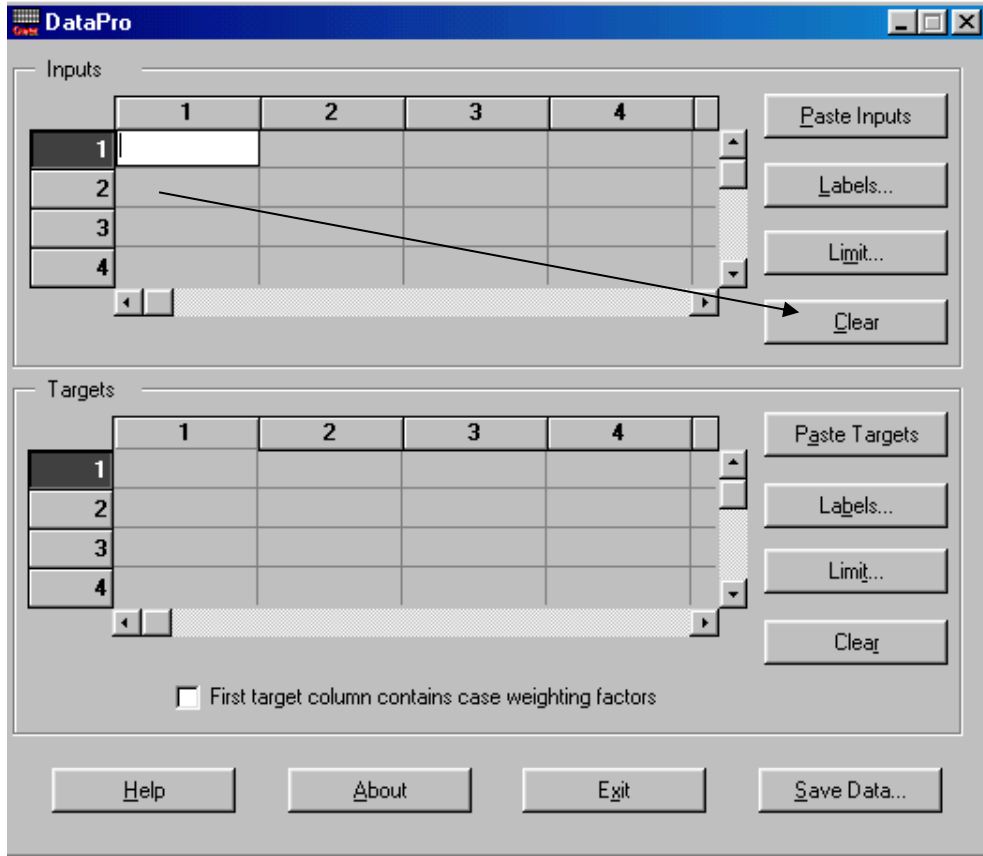 DataPro
Inputs
1 2 3 4
1
2
3
4
Paste Inputs
Labels...
Limit...
Clear
Targets
1 2 3 4
1
2
3
4
Paste Targets
Labels...
Limit...
Clear
First target column contains case weighting factors
Help About Exit Save Data...